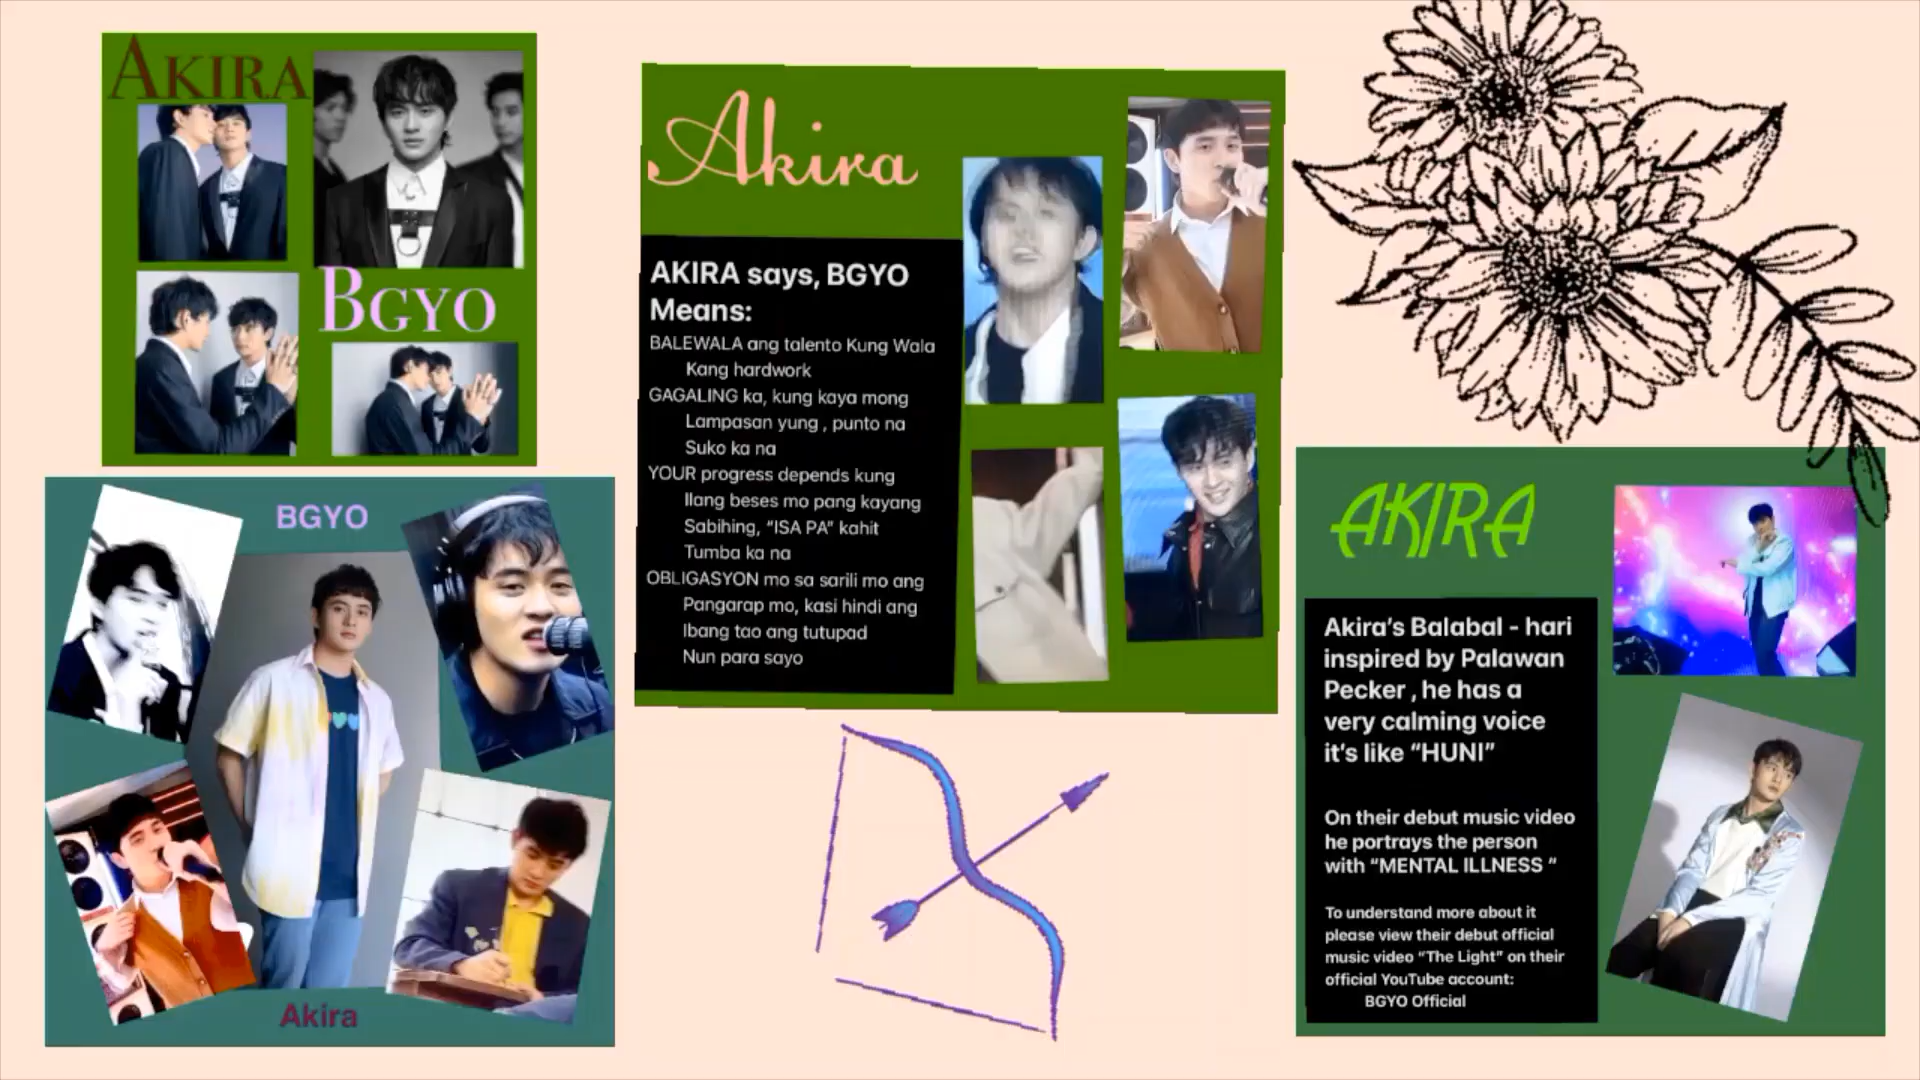 AKIRA
BGYO
BGYO
Akira
Akira
AKIRA says, BGYO
Means:
BALEWALA ang talento Kung Wala
Kang hardwork
GAGALING ka, kung kaya mong
Lampasan yung , punto na
Suko ka na
YOUR progress depends kung
Ilang beses mo pang kayang
Sabihing, “ISA PA” kahit
Tumba ka na
OBLIGASYON mo sa sarili mo ang
Pangarap mo, kasi hindi ang
Ibang tao ang tutupad
Nun para sayo
AKIRA
Akira’s Balabal - hari
inspired by Palawan
Pecker , he has a
very calming voice
it’s like “HUNI”
On their debut music video
he portrays the person
with “MENTAL ILLNESS ”
To understand more about it
please view their debut official
music video “The Light” on their
official YouTube account:
BGYO Official